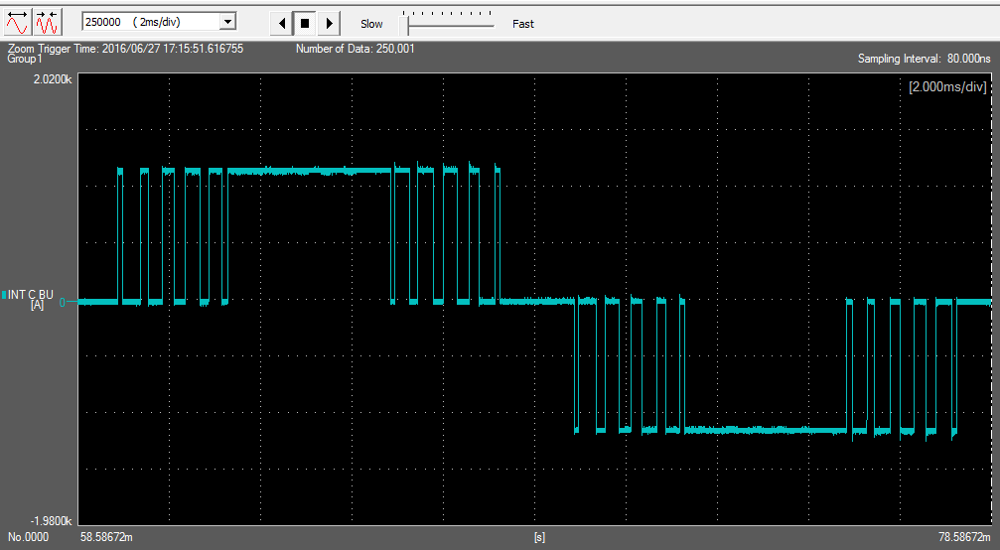 250000 ( 2ms/div)
Slow
Fast
Zoom Trigger Time: 2016/06/27 17:15:51.616755
Number of Data: 250,001
Group1
Sampling Interval: 80.000ns
2.0200k
[2.000ms/div]
INT C BU
[A]
0
-1.9800k
No.0000
58.58672m
[s]
78.58672m